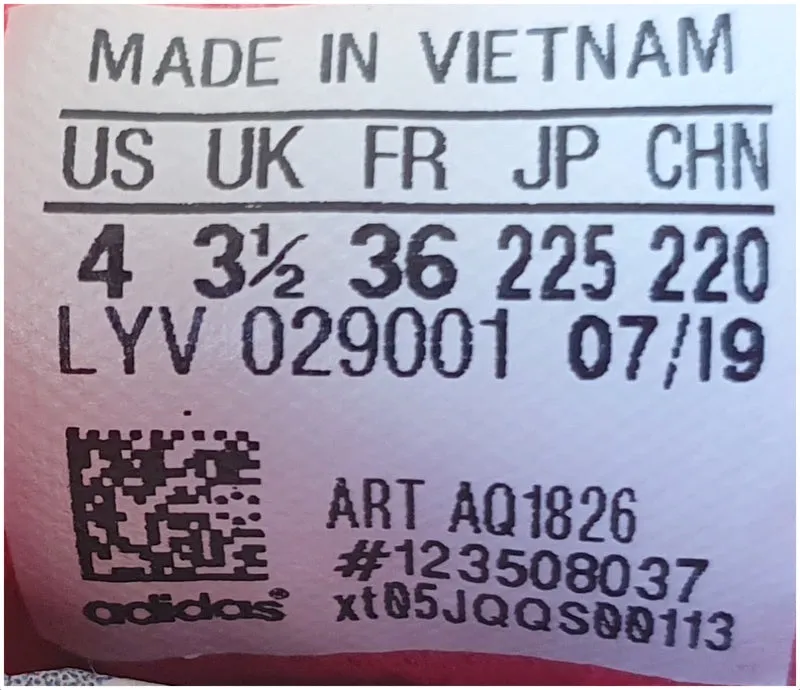 MADE IN VIETNAM
US UK FR JP CHN
4 3½ 36 225 220
LYV 029001 07/19
ART AQ1826
#123508037
adidas® xt05JQQS00113